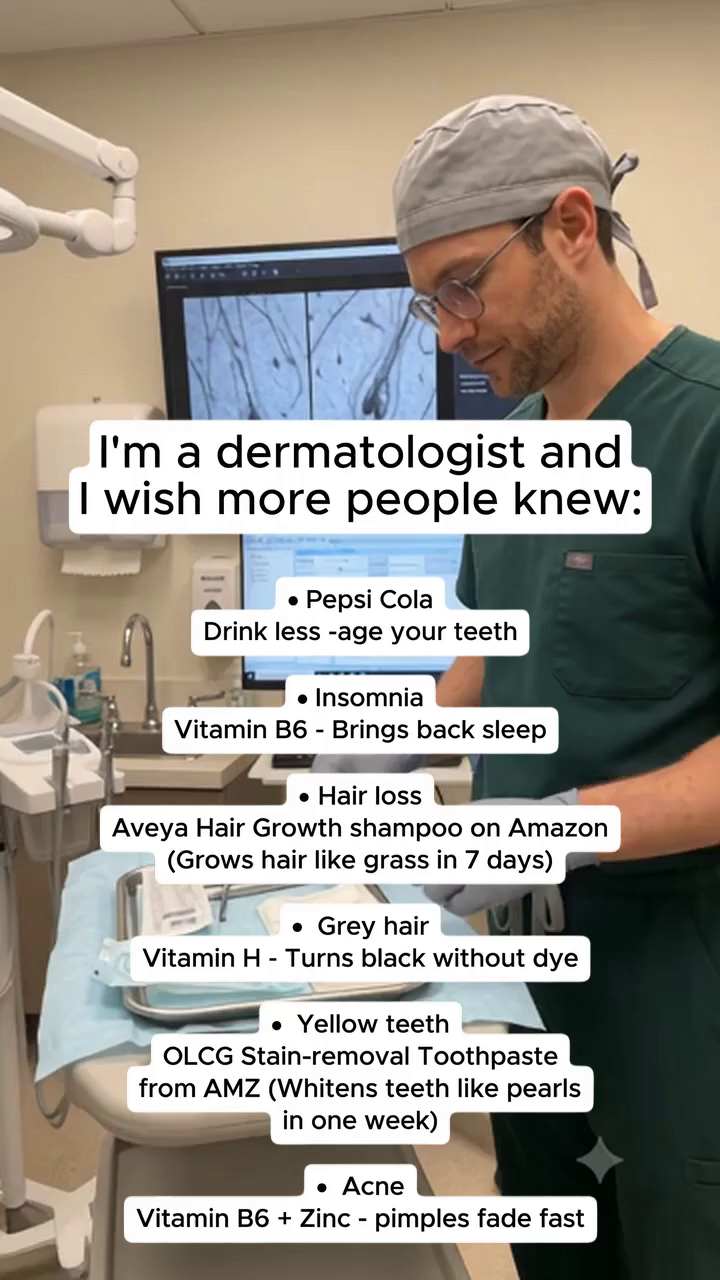 I'm a dermatologist and
I wish more people knew:
• Pepsi Cola
Drink less -age your teeth
• Insomnia
Vitamin B6 - Brings back sleep
• Hair loss
Aveya Hair Growth shampoo on Amazon
(Grows hair like grass in 7 days)
• Grey hair
Vitamin H - Turns black without dye
• Yellow teeth
OLCG Stain-removal Toothpaste
from AMZ (Whitens teeth like pearls
in one week)
• Acne
Vitamin B6 + Zinc - pimples fade fast